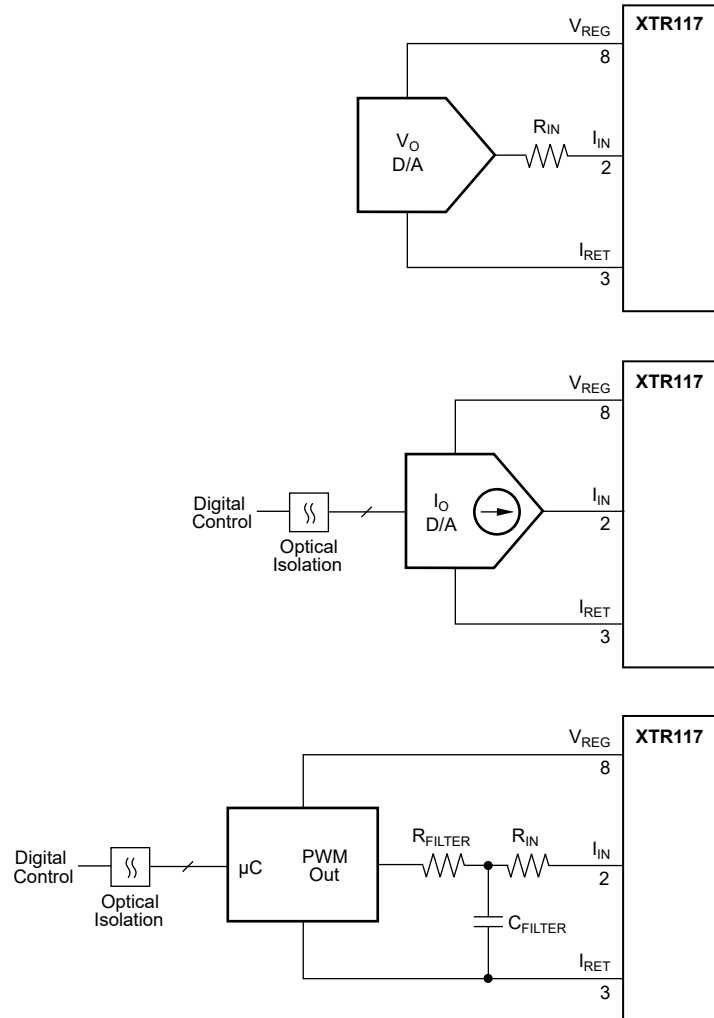 V_REG
XTR117
8
V_O
D/A
R_IN
I_IN
2
I_RET
3
V_REG
XTR117
8
Digital
Control
Optical
Isolation
I_O
D/A
I_IN
2
I_RET
3
V_REG
XTR117
8
Digital
Control
Optical
Isolation
µC
PWM
Out
R_FILTER
R_IN
I_IN
2
C_FILTER
I_RET
3